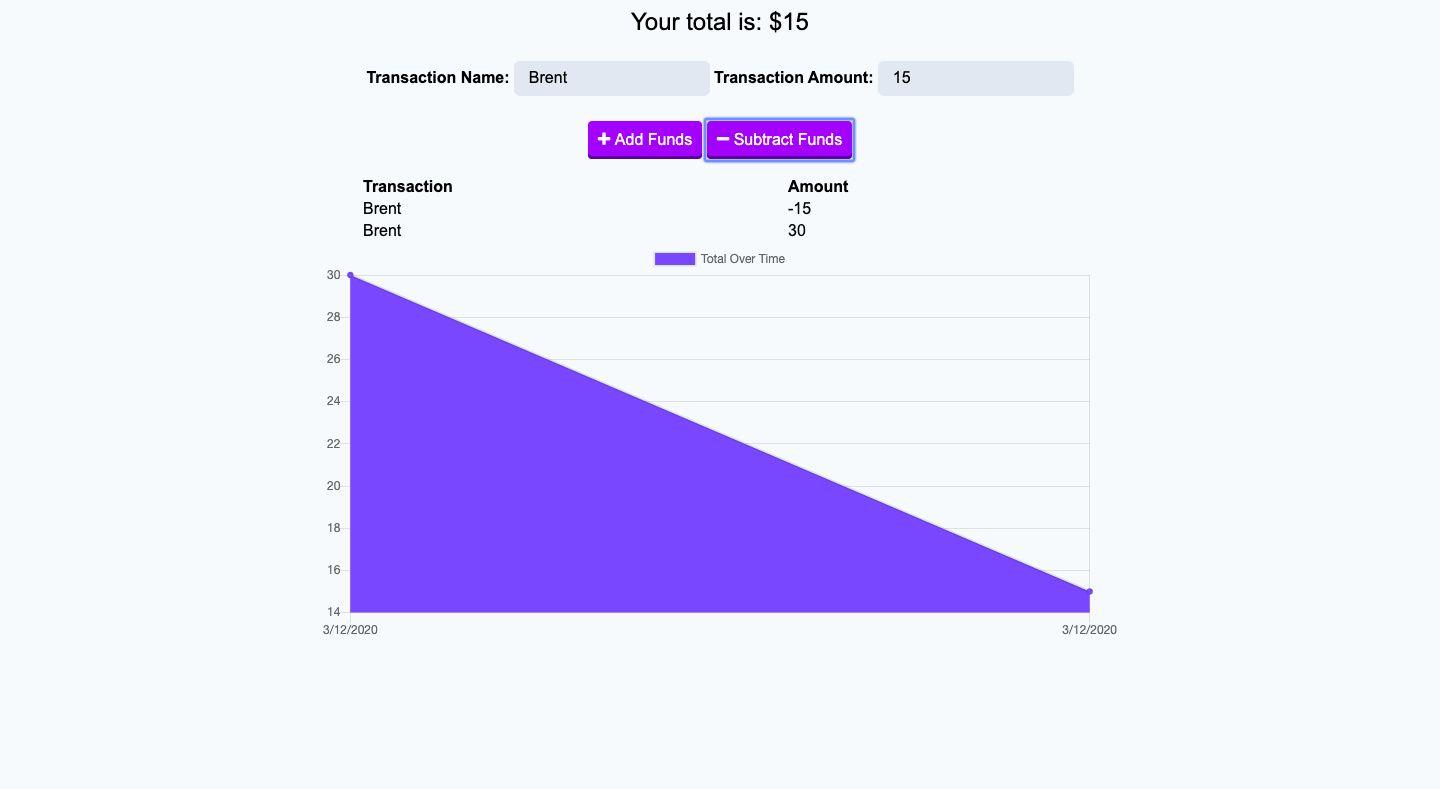 Your total is: $15
Transaction Name: Brent Transaction Amount: 15
+ Add Funds − Subtract Funds
Transaction Amount
Brent -15
Brent 30
Total Over Time
30
28
26
24
22
20
18
16
14
3/12/2020 3/12/2020